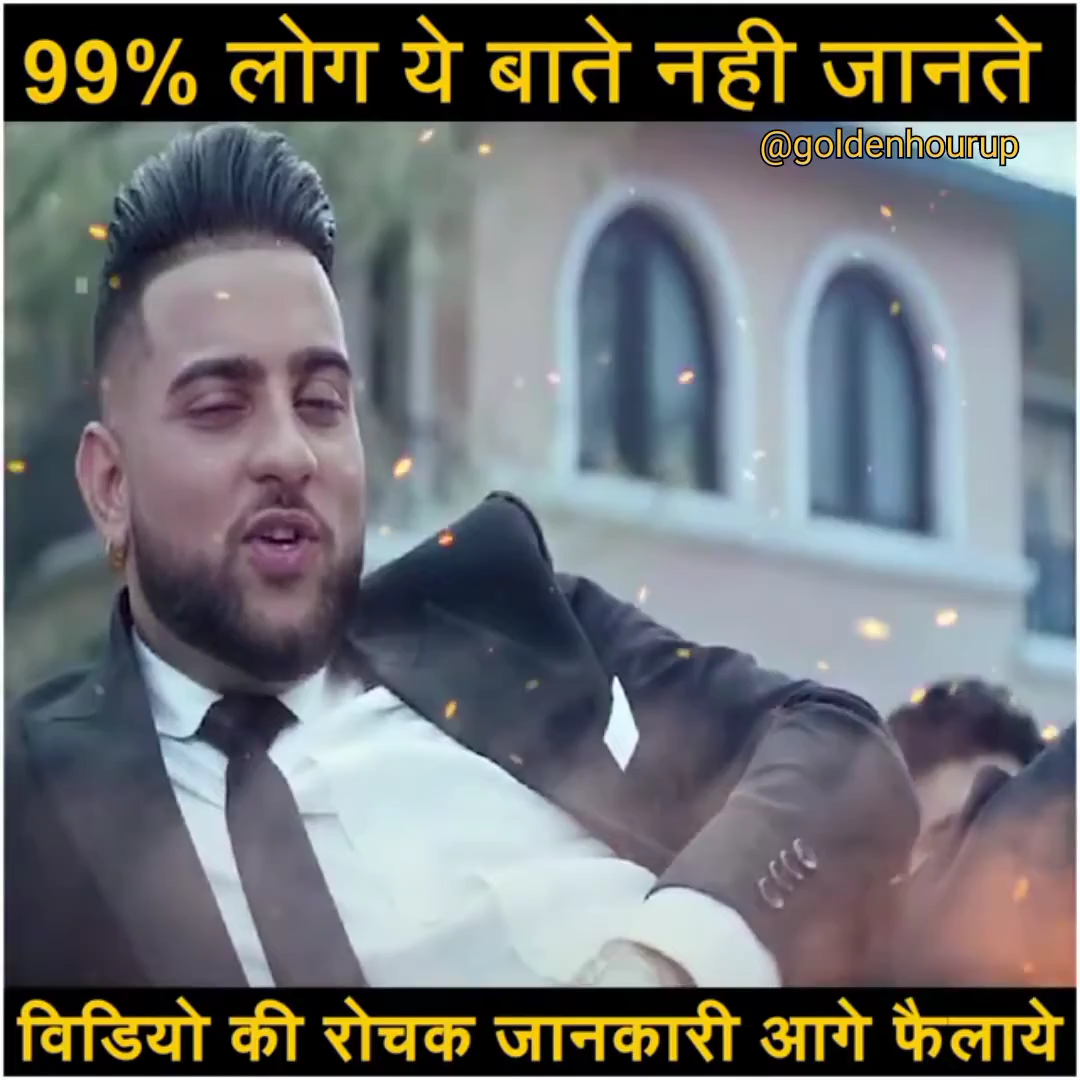 99% लोग ये बाते नही जानते
@goldenhourup
विडियो की रोचक जानकारी आगे फैलाये